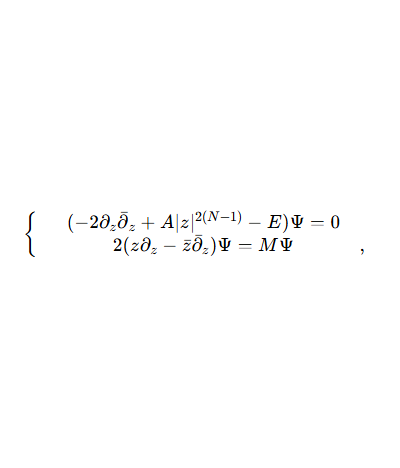 { (−2∂_z ∂̄_z + A|z|^{2(N−1)} − E)Ψ = 0
2(z∂_z − z̄∂̄_z)Ψ = MΨ ,